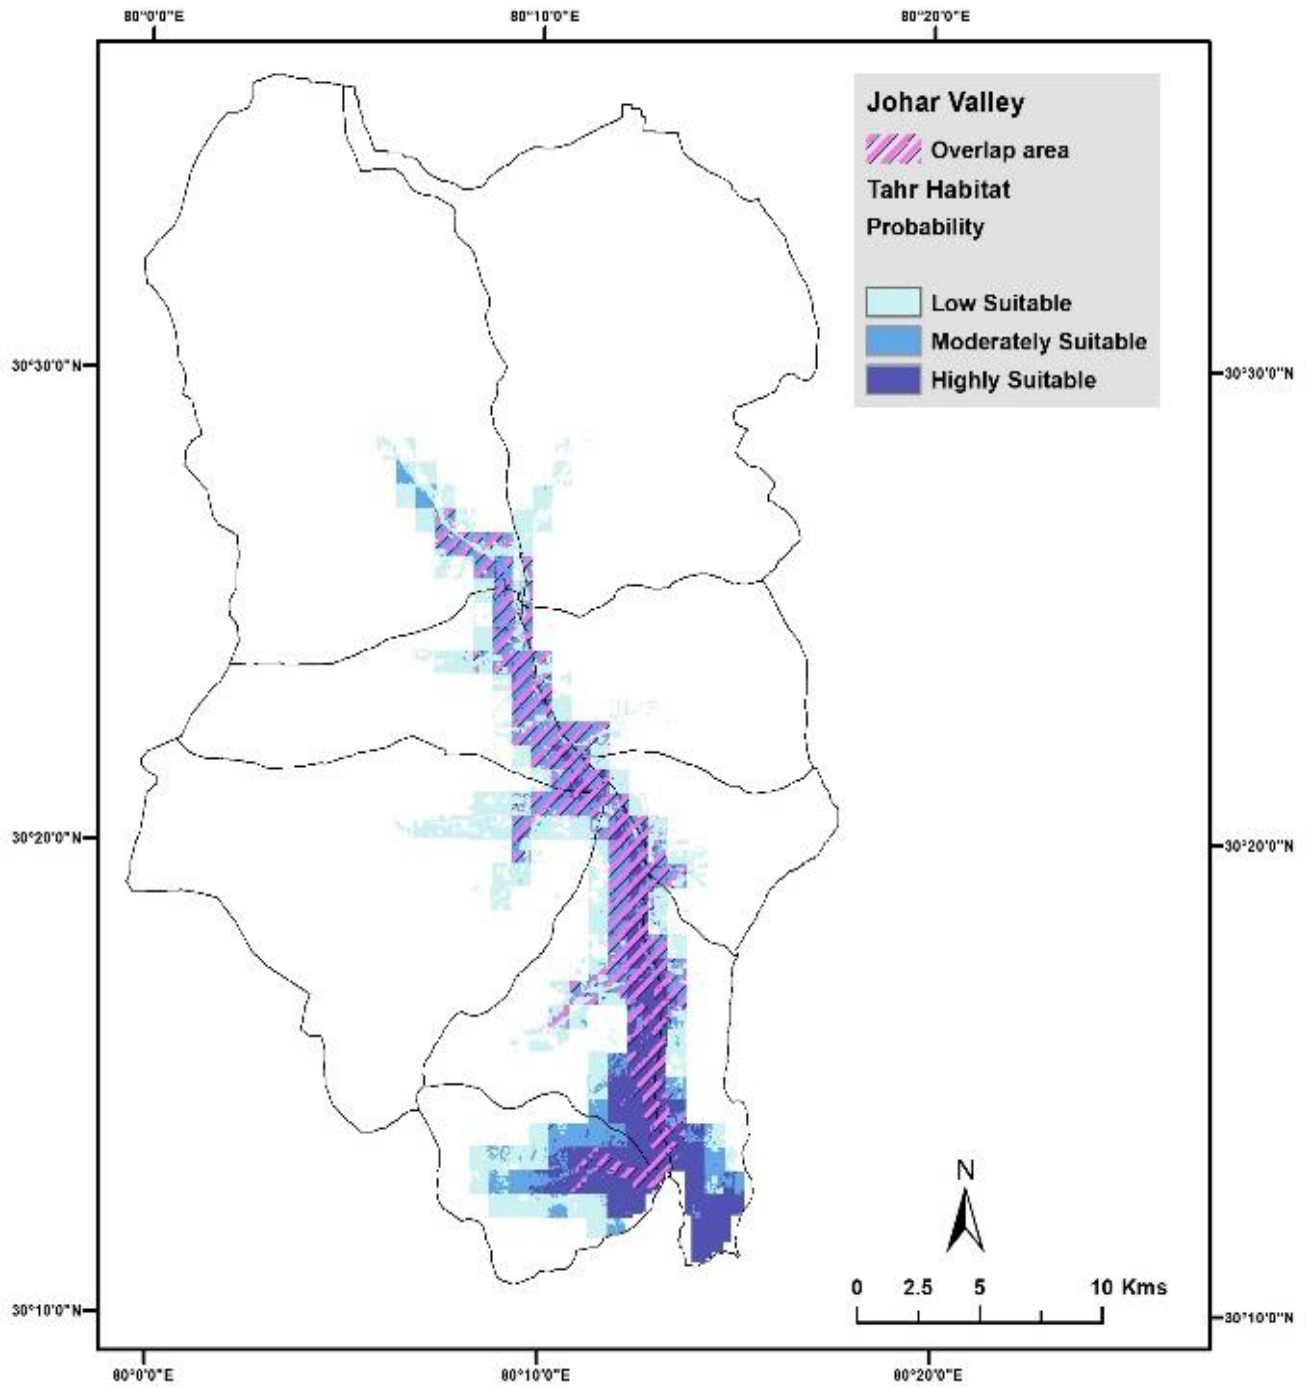 80°0'0"E 80°10'0"E 80°20'0"E
Johar Valley
Overlap area
Tahr Habitat
Probability
Low Suitable
Moderately Suitable
Highly Suitable
30°30'0"N 30°30'0"N
30°20'0"N 30°20'0"N
N
0 2.5 5 10 Kms
30°10'0"N 30°10'0"N
80°0'0"E 80°10'0"E 80°20'0"E